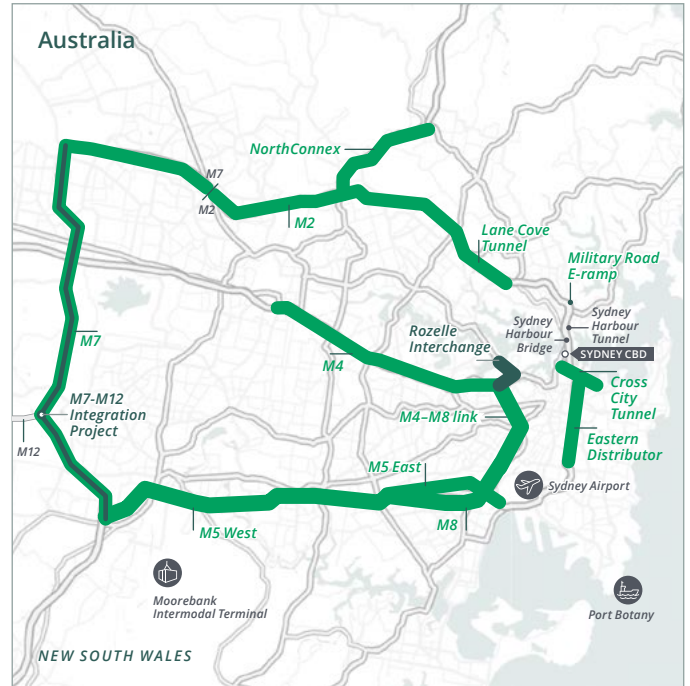 Australia
NorthConnex
M7
M2
M2
Lane Cove
Tunnel
Military Road
E-ramp
Sydney
Harbour
Tunnel
Sydney
Harbour
Bridge
SYDNEY CBD
Rozelle
Interchange
M7
M4
Cross
City
Tunnel
M7-M12
Integration
Project
M4–M8 link
M12
Eastern
Distributor
M5 East
Sydney Airport
M5 West
M8
Moorebank
Intermodal Terminal
Port Botany
NEW SOUTH WALES